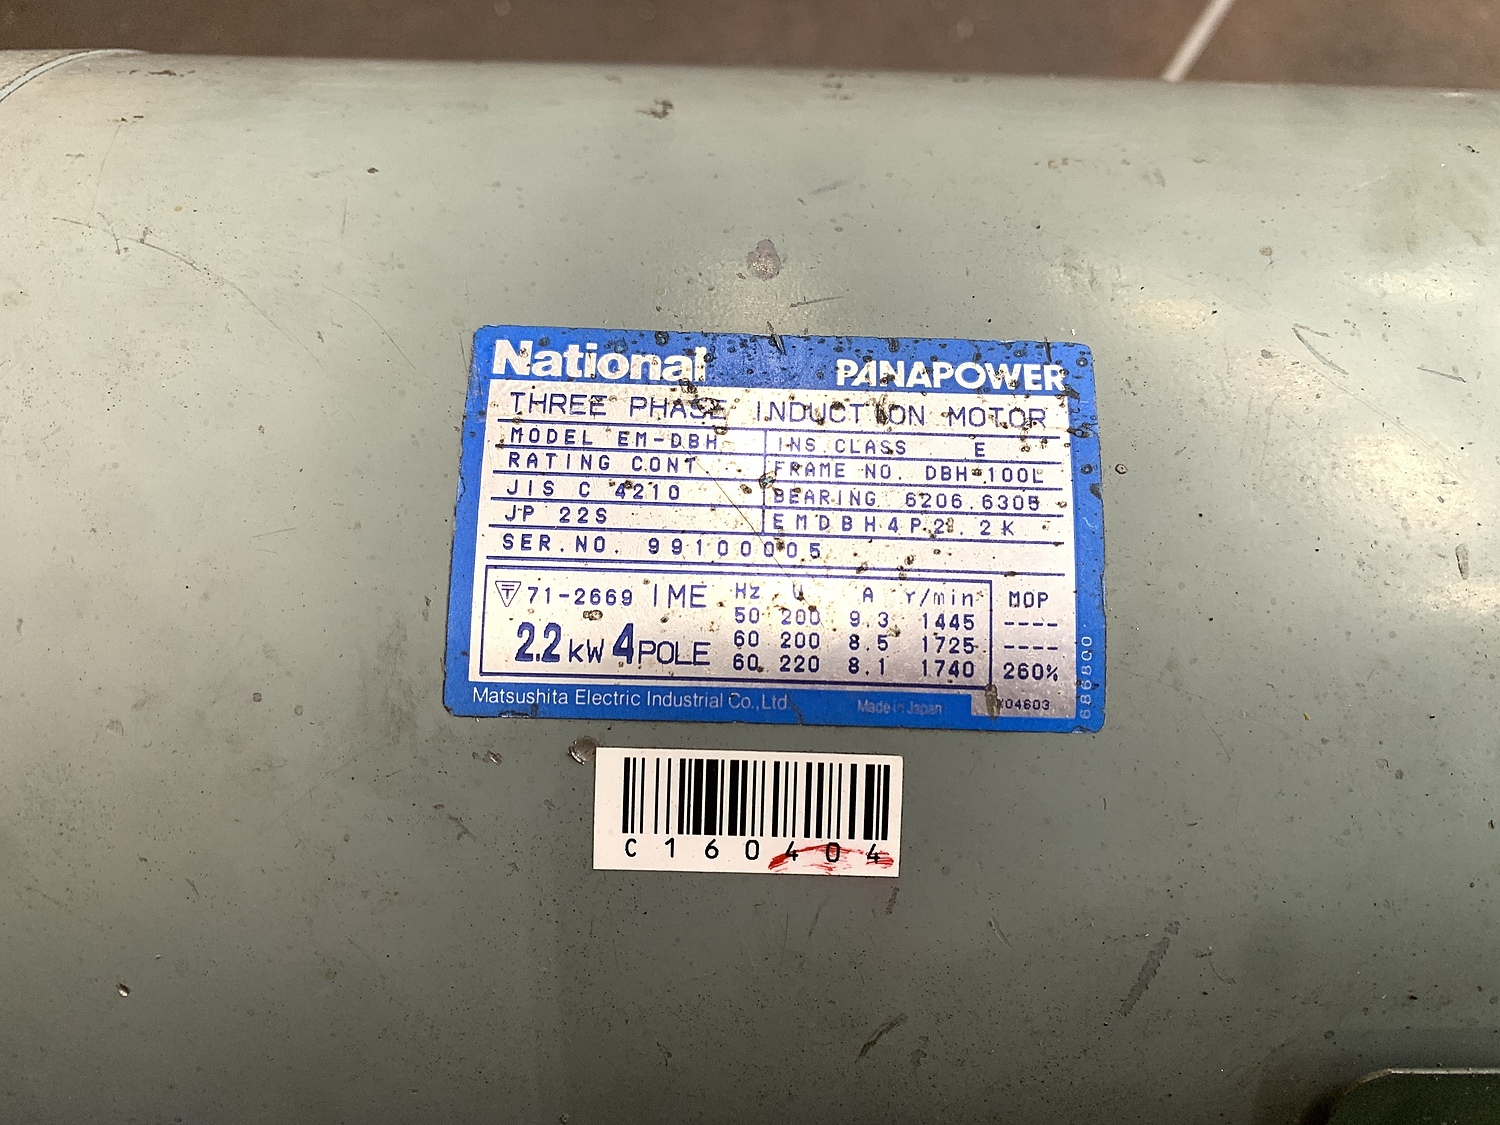 National PANAPOWER
THREE PHASE INDUCTION MOTOR
MODEL EM-DBH INS.CLASS E
RATING CONT FRAME NO. DBH-100L
JIS C 4210 BEARING 6206.6305
JP 22S EMDBH4P2.2K
SER.NO. 99100005
〒 71-2669 IME Hz V A r/min MOP
50 200 9.3 1445 ----
2.2 kW 4 POLE 60 200 8.5 1725 ----
60 220 8.1 1740 260%
Matsushita Electric Industrial Co.,Ltd. Made in Japan 04603
686800
C160404